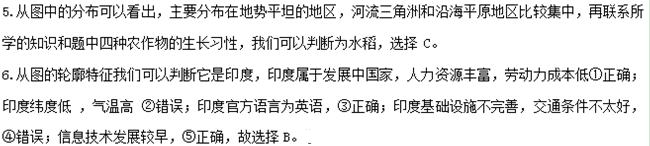 5.从图中的分布可以看出，主要分布在地势平坦的地区，河流三角洲和沿海平原地区比较集中，再联系所
学的知识和题中四种农作物的生长习性，我们可以判断为水稻，选择 C。
6.从图的轮廓特征我们可以判断它是印度，印度属于发展中国家，人力资源丰富，劳动力成本低①正确；
印度纬度低 ，气温高 ②错误；印度官方语言为英语，③正确；印度基础设施不完善，交通条件不太好，
④错误；信息技术发展较早，⑤正确，故选择 B。